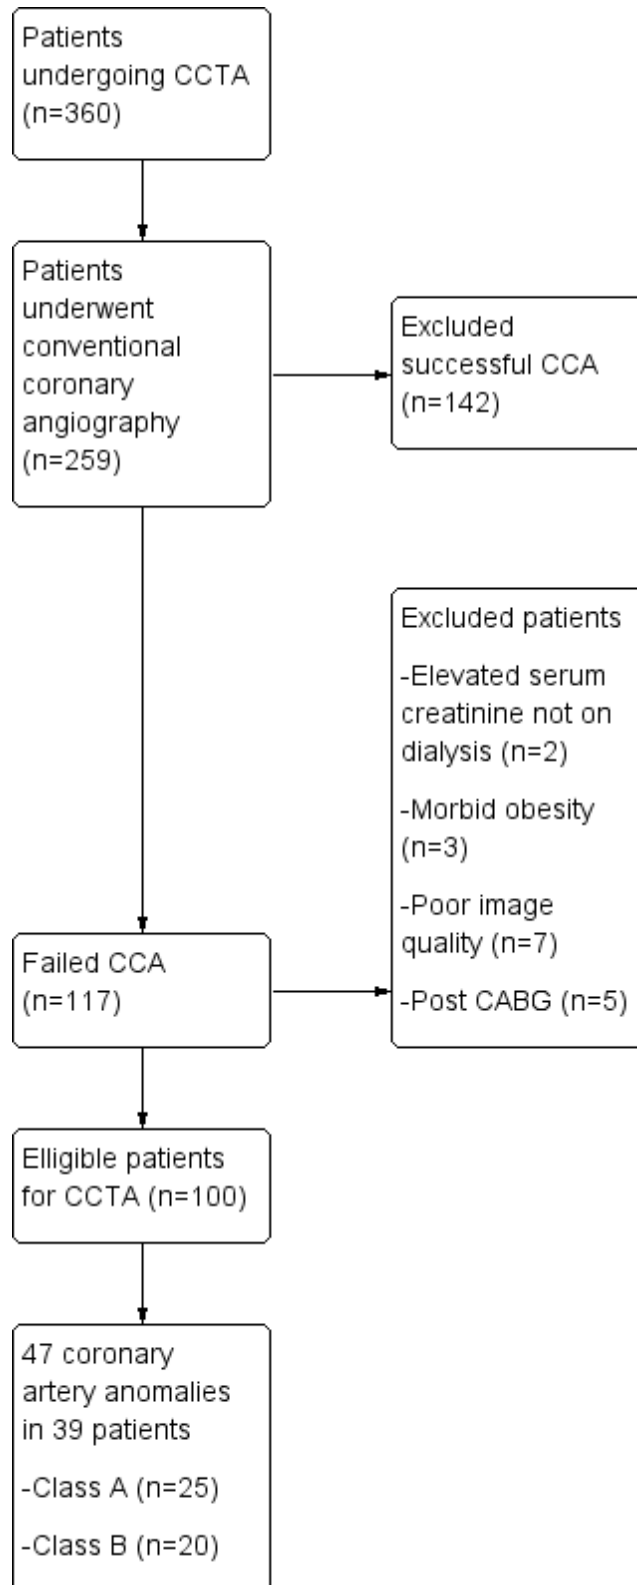 Patients
undergoing CCTA
(n=360)
Patients
underwent
conventional
coronary
angiography
(n=259)
Excluded
successful CCA
(n=142)
Excluded patients
-Elevated serum
creatinine not on
dialysis (n=2)
-Morbid obesity
(n=3)
-Poor image
quality (n=7)
-Post CABG (n=5)
Failed CCA
(n=117)
Elligible patients
for CCTA (n=100)
47 coronary
artery anomalies
in 39 patients
-Class A (n=25)
-Class B (n=20)